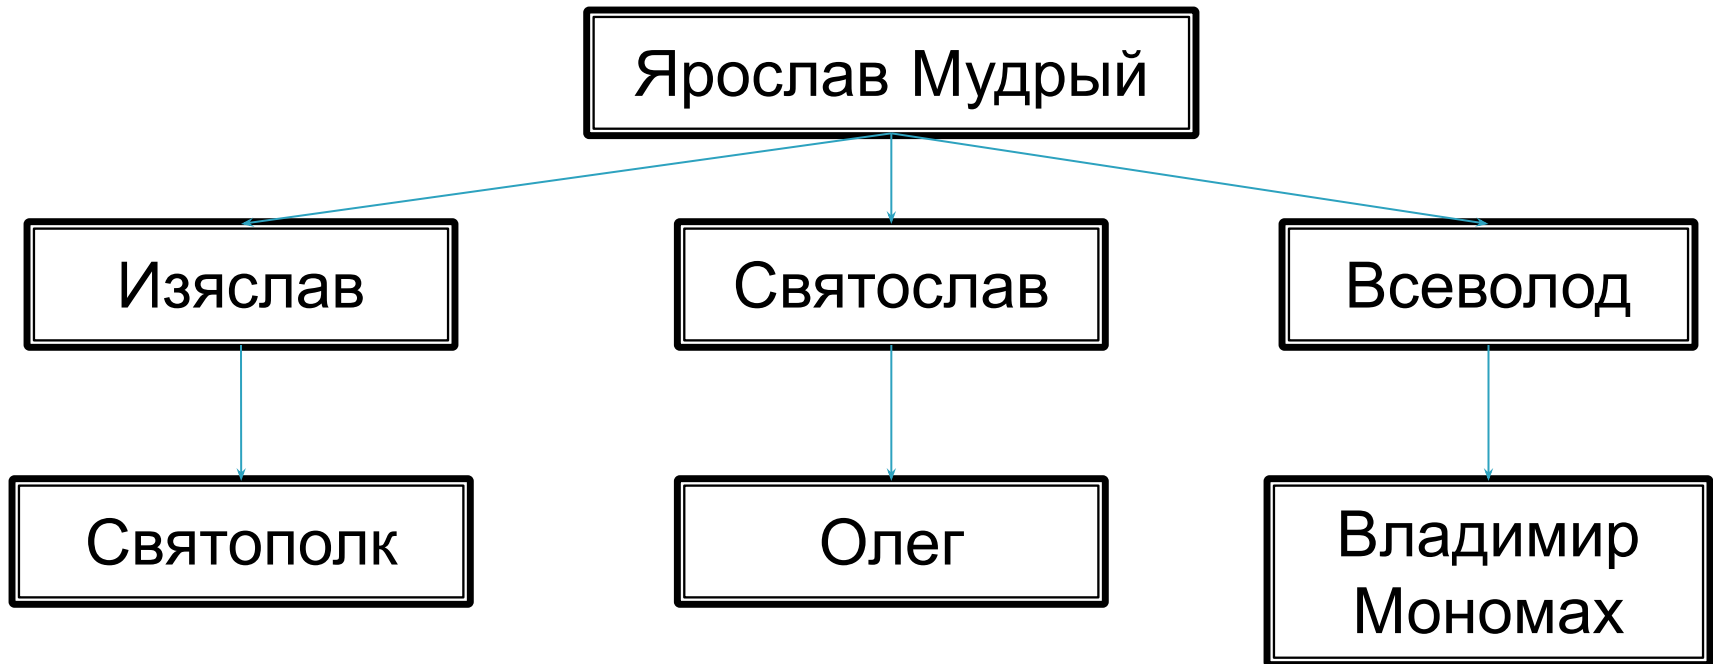 Ярослав Мудрый
Изяслав
Святослав
Всеволод
Святополк
Олег
Владимир
Мономах